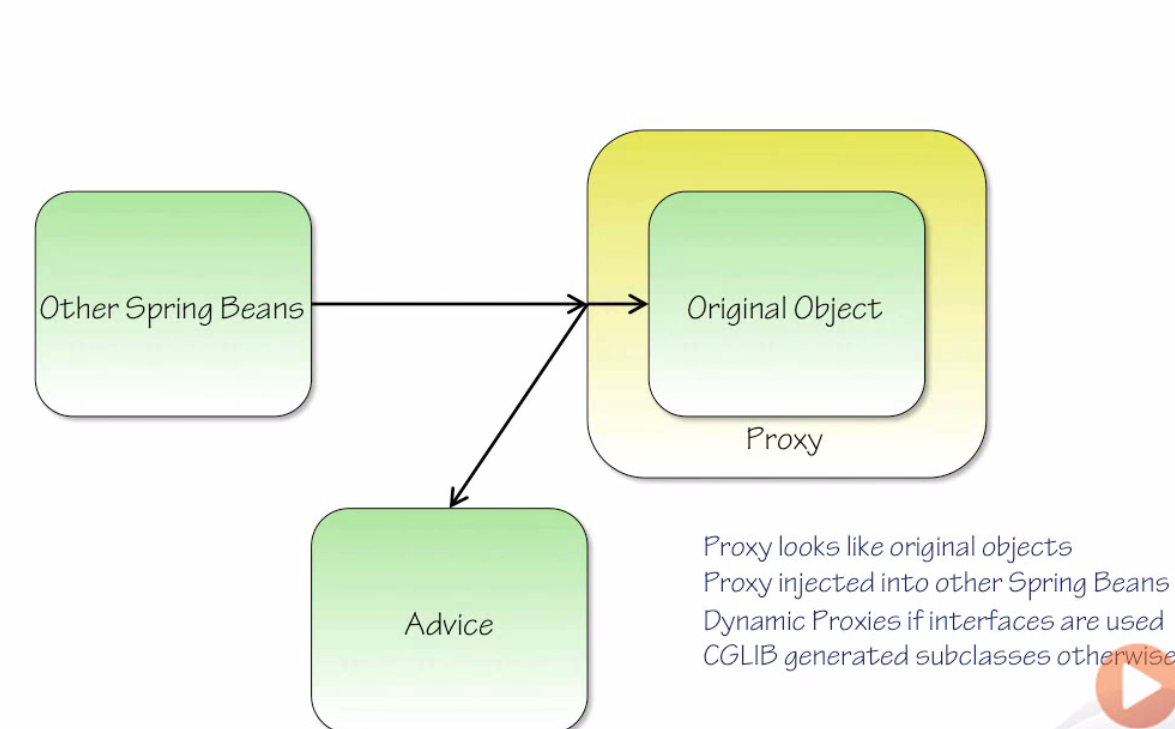 Other Spring Beans
Original Object
Proxy
Advice
Proxy looks like original objects
Proxy injected into other Spring Beans
Dynamic Proxies if interfaces are used
CGLIB generated subclasses otherwise